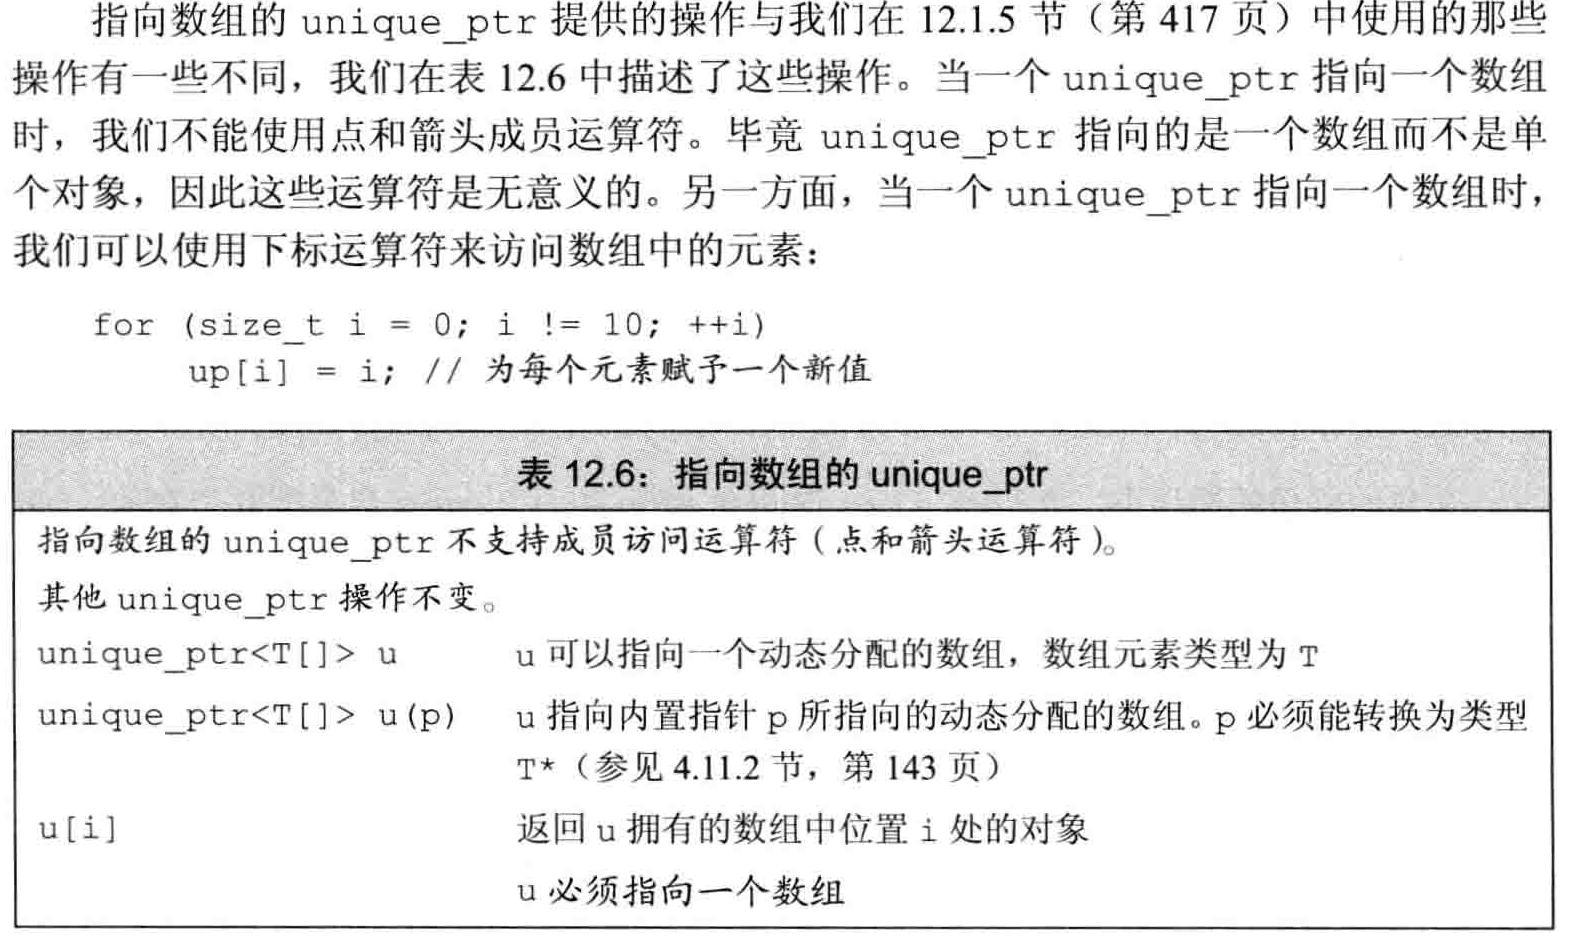 指向数组的 unique_ptr 提供的操作与我们在 12.1.5 节（第 417 页）中使用的那些
操作有一些不同，我们在表 12.6 中描述了这些操作。当一个 unique_ptr 指向一个数组
时，我们不能使用点和箭头成员运算符。毕竟 unique_ptr 指向的是一个数组而不是单
个对象，因此这些运算符是无意义的。另一方面，当一个 unique_ptr 指向一个数组时，
我们可以使用下标运算符来访问数组中的元素：
for (size_t i = 0; i != 10; ++i)
up[i] = i; // 为每个元素赋予一个新值
表 12.6：指向数组的 unique_ptr
指向数组的 unique_ptr 不支持成员访问运算符（点和箭头运算符）。
其他 unique_ptr 操作不变。
unique_ptr<T[]> u u 可以指向一个动态分配的数组，数组元素类型为 T
unique_ptr<T[]> u(p) u 指向内置指针 p 所指向的动态分配的数组。p 必须能转换为类型
T*（参见 4.11.2 节，第 143 页）
u[i] 返回 u 拥有的数组中位置 i 处的对象
u 必须指向一个数组